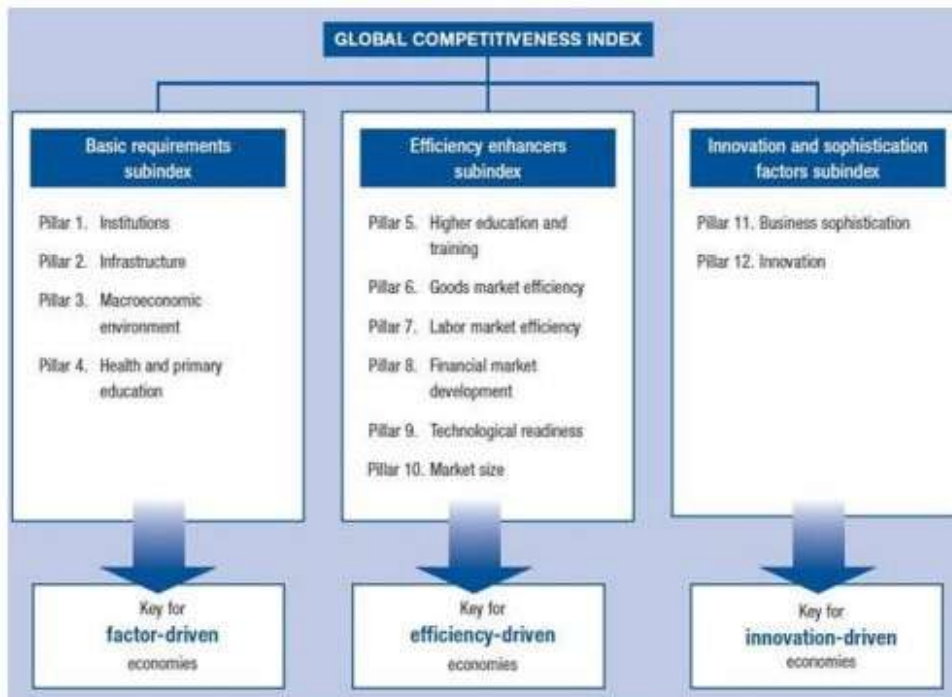 GLOBAL COMPETITIVENESS INDEX
Basic requirements
subindex
Pillar 1. Institutions
Pillar 2. Infrastructure
Pillar 3. Macroeconomic
environment
Pillar 4. Health and primary
education
Key for
factor-driven
economies
Efficiency enhancers
subindex
Pillar 5. Higher education and
training
Pillar 6. Goods market efficiency
Pillar 7. Labor market efficiency
Pillar 8. Financial market
development
Pillar 9. Technological readiness
Pillar 10. Market size
Key for
efficiency-driven
economies
Innovation and sophistication
factors subindex
Pillar 11. Business sophistication
Pillar 12. Innovation
Key for
innovation-driven
economies